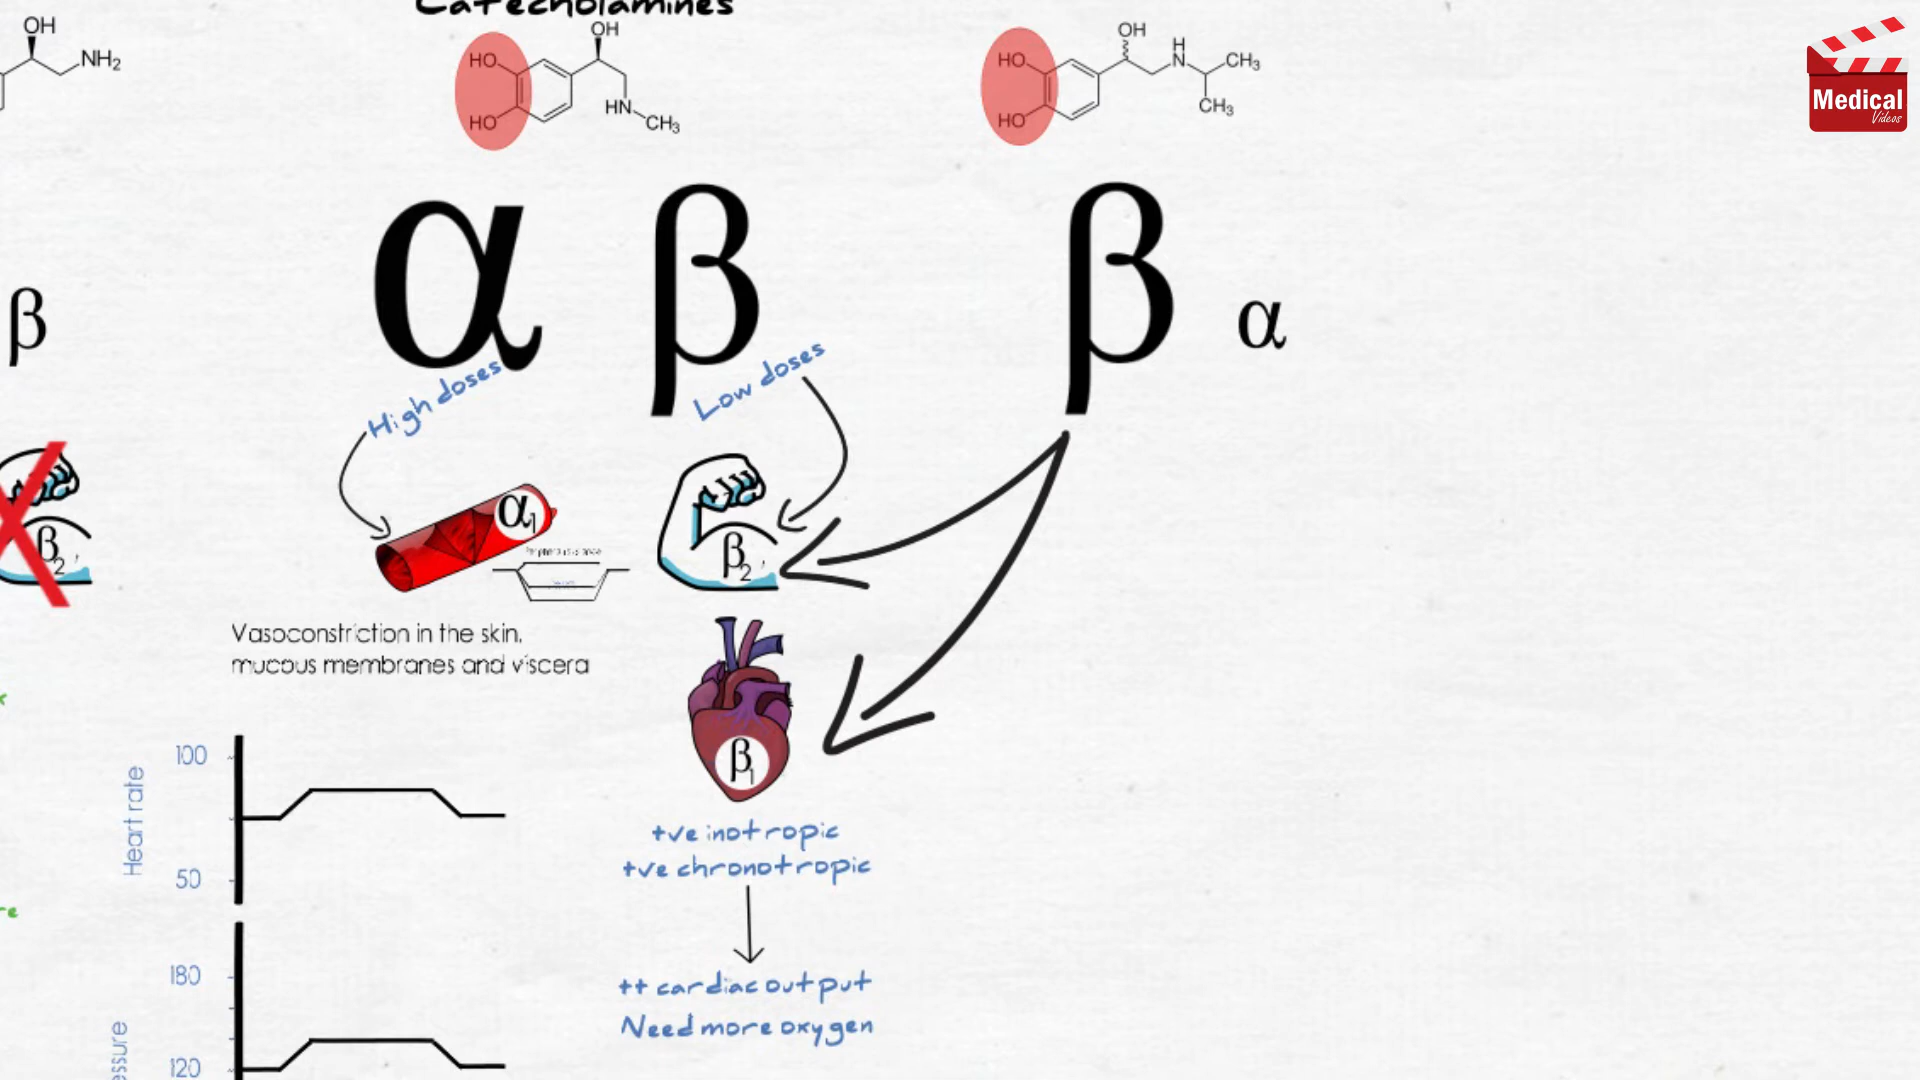 Catecholamines
OH
NH2
OH
HO
HO
HN
CH3
OH
HO
HO
H
N
CH3
CH3
Medical
Videos
β
α
β
β
α
High doses
Low doses
α1
β2
β2
Vasoconstriction in the skin,
mucous membranes and viscera
β1
100
Heart rate
50
+ve inotropic
+ve chronotropic
180
120
++ cardiac output
Need more oxygen